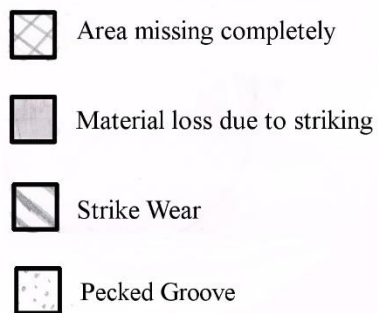 Area missing completely
Material loss due to striking
Strike Wear
Pecked Groove